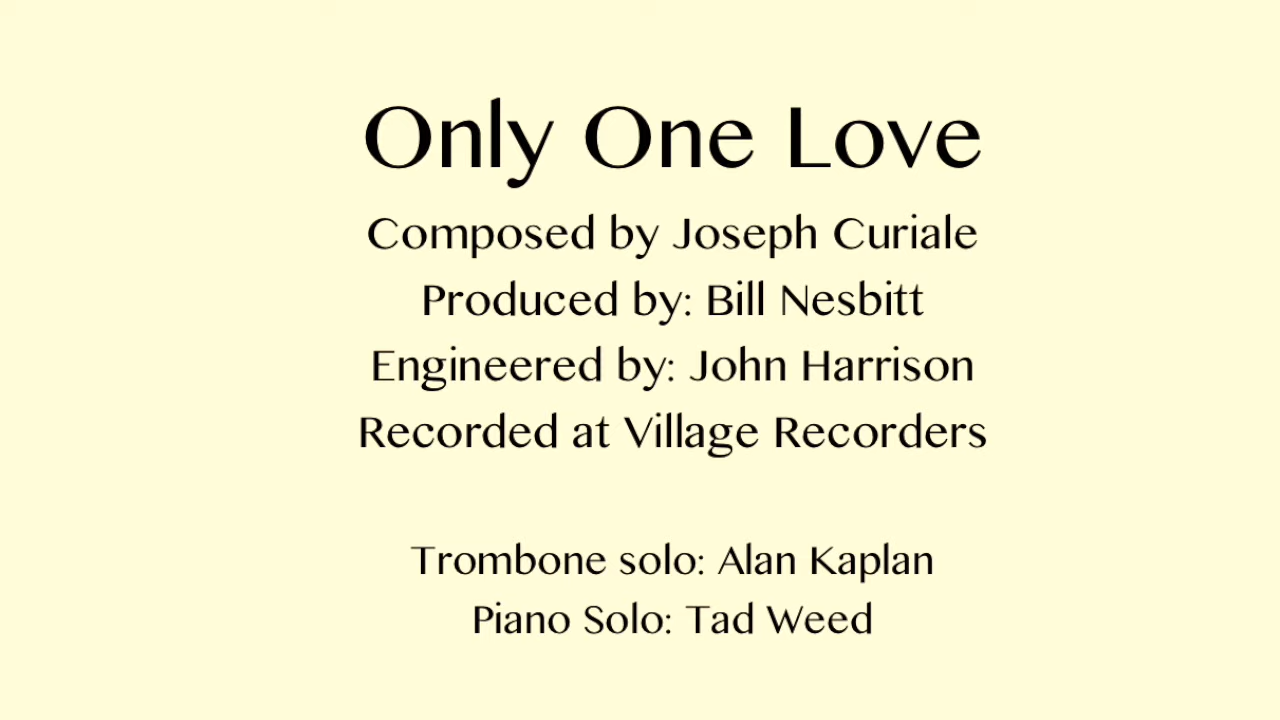 Only One Love
Composed by Joseph Curiale
Produced by: Bill Nesbitt
Engineered by: John Harrison
Recorded at Village Recorders
Trombone solo: Alan Kaplan
Piano Solo: Tad Weed